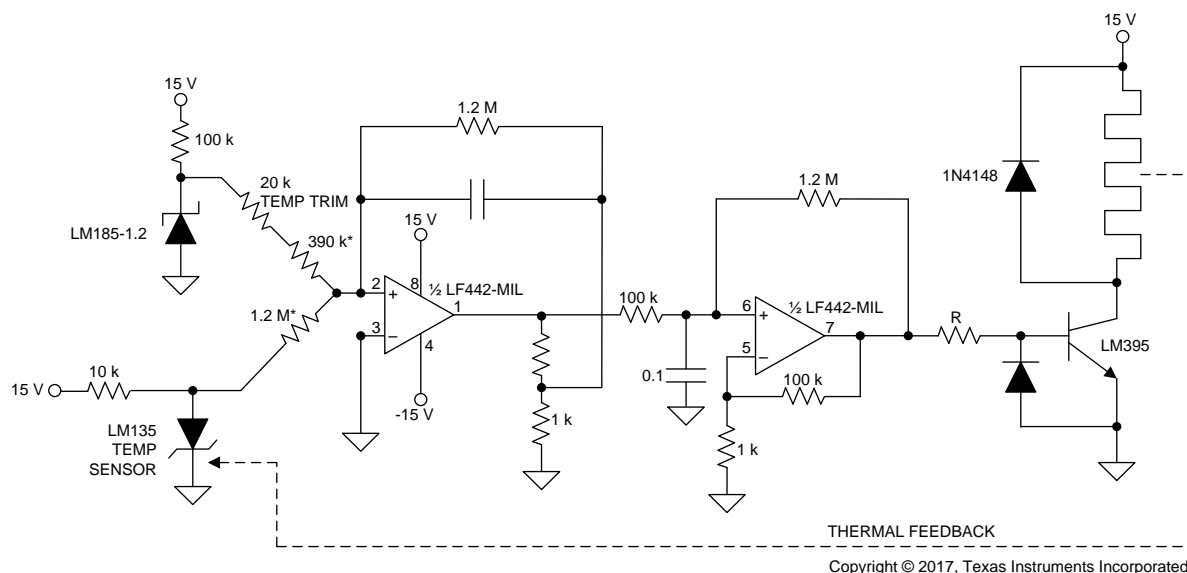 15 V
15 V
1.2 M
100 k
20 k
TEMP TRIM
1N4148
1.2 M
15 V
LM185-1.2
390 k*
½ LF442-MIL
2
+
8
1
3
−
4
1.2 M*
100 k
½ LF442-MIL
6
+
7
5
−
R
LM395
15 V
10 k
-15 V
0.1
100 k
LM135
TEMP
SENSOR
1 k
1 k
THERMAL FEEDBACK
Copyright © 2017, Texas Instruments Incorporated